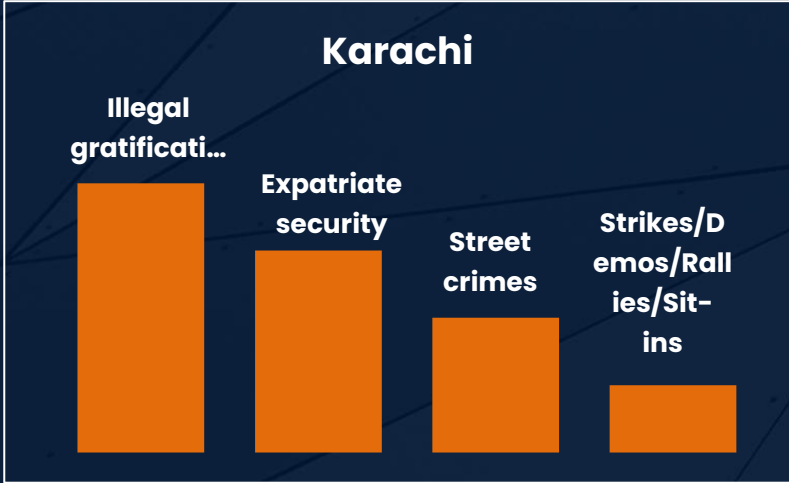 Karachi
Illegal
gratificati...
Expatriate
security
Street
crimes
Strikes/D
emos/Rall
ies/Sit-
ins